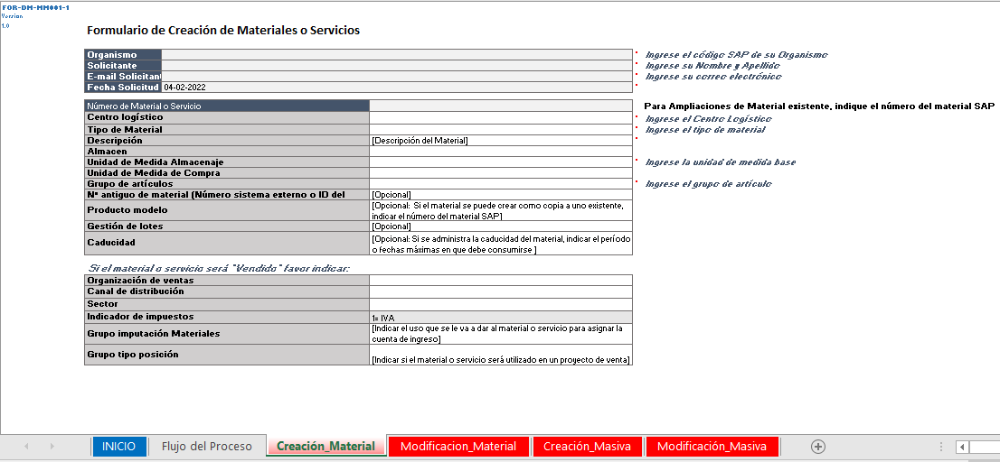 FOR-DM-MM001-1
Version
1.0
Formulario de Creación de Materiales o Servicios
Organismo * Ingrese el código SAP de su Organismo
Solicitante * Ingrese su Nombre y Apellido
E-mail Solicitant * Ingrese su correo electrónico
Fecha Solicitud 04-02-2022 *
Número de Material o Servicio Para Ampliaciones de Material existente, indique el número del material SAP
Centro logístico * Ingrese el Centro Logístico
Tipo de Material * Ingrese el tipo de material
Descripción [Descripción del Material] *
Almacen
Unidad de Medida Almacenaje * Ingrese la unidad de medida base
Unidad de Medida de Compra
Grupo de artículos * Ingrese el grupo de artículo
Nº antiguo de material (Número sistema externo o ID del [Opcional]
Producto modelo [Opcional: Si el material se puede crear como copia a uno existente,
indicar el número del material SAP]
Gestión de lotes [Opcional]
Caducidad [Opcional: Si se administra la caducidad del material, indicar el período
o fechas máximas en que debe consumirse ]
Si el material o servicio será "Vendido" favor indicar:
Organización de ventas
Canal de distribución
Sector
Indicador de impuestos 1= IVA
Grupo imputación Materiales [Indicar el uso que se le va a dar al material o servicio para asignar la
cuenta de ingreso]
Grupo tipo posición [Indicar si el material o servicio será utilizado en un proyecto de venta]
INICIO Flujo del Proceso Creación_Material Modificacion_Material Creación_Masiva Modificación_Masiva